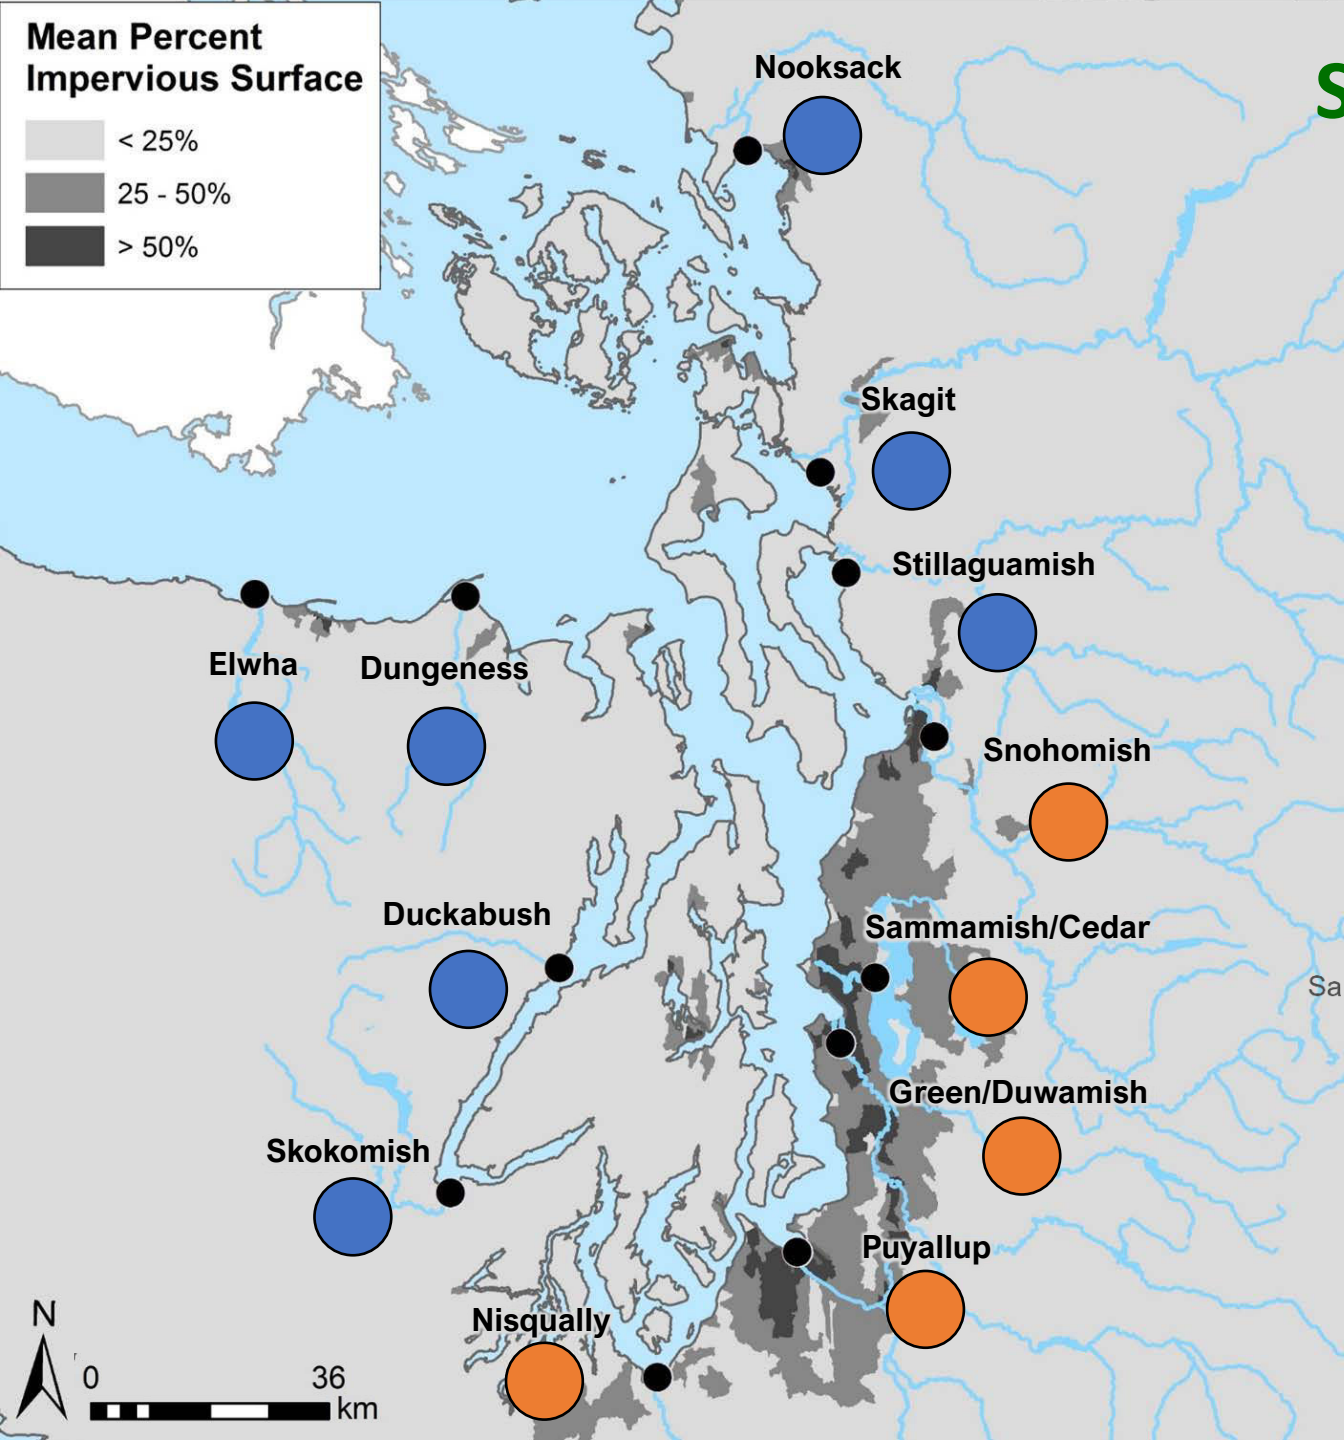 Mean Percent
Impervious Surface
< 25%
25 - 50%
> 50%
S
Nooksack
Skagit
Stillaguamish
Elwha
Dungeness
Snohomish
Duckabush
Sammamish/Cedar
Sa
Green/Duwamish
Skokomish
Puyallup
Nisqually
N
0 36
km